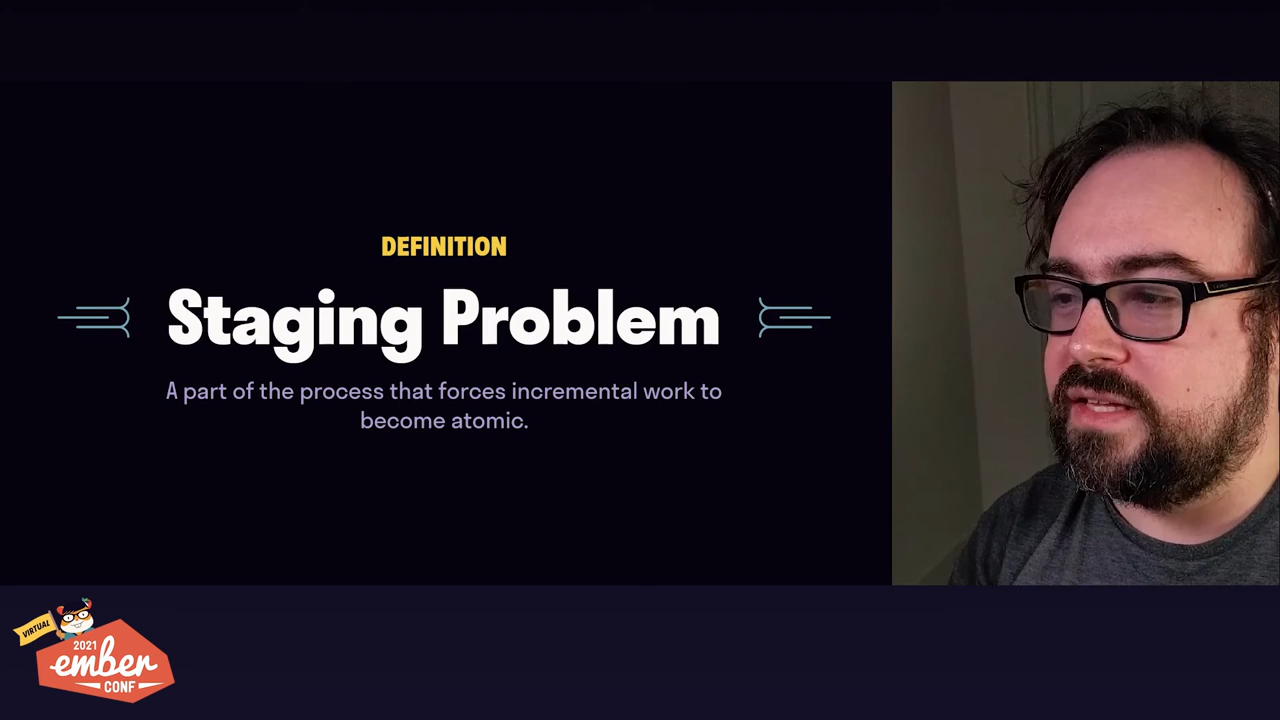 DEFINITION
Staging Problem
A part of the process that forces incremental work to
become atomic.
VIRTUAL
2021
ember
CONF